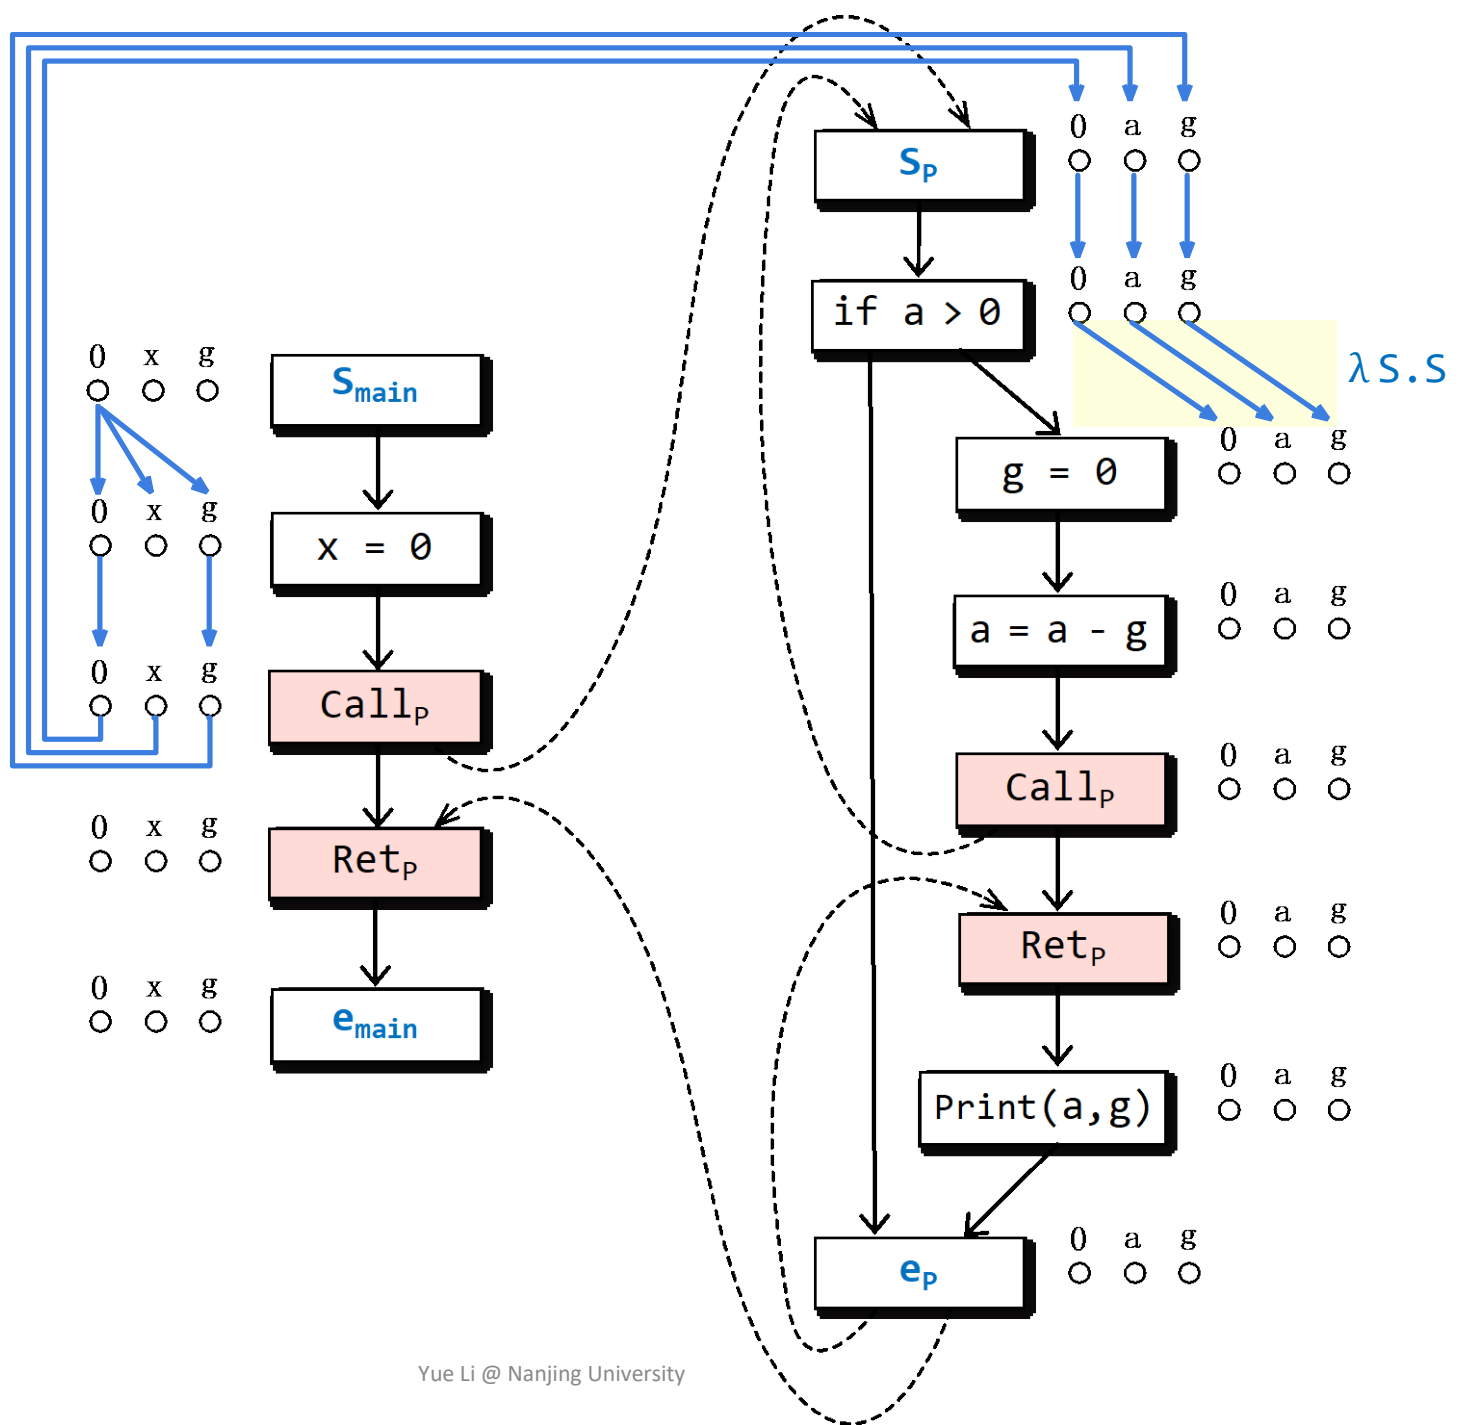 0 a g
S_P
0 a g
if a > 0
λ S.S
0 x g
S_main
0 a g
g = 0
0 x g
x = 0
0 a g
a = a - g
0 x g
Call_P
0 a g
Call_P
0 x g
Ret_P
0 a g
Ret_P
0 x g
e_main
0 a g
Print(a,g)
0 a g
e_P
Yue Li @ Nanjing University